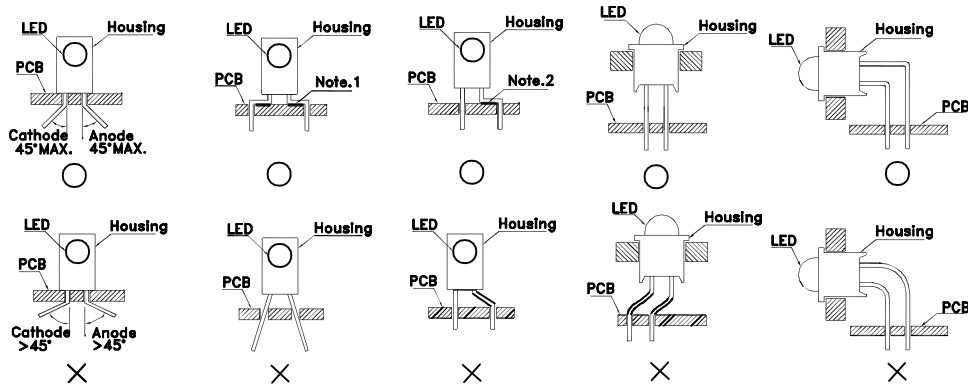 LED
Housing
PCB
Cathode
45°MAX.
Anode
45°MAX.
LED
Housing
PCB
Note.1
LED
Housing
PCB
Note.2
LED
Housing
PCB
LED
Housing
PCB
LED
Housing
PCB
Cathode
>45°
Anode
>45°
LED
Housing
PCB
LED
Housing
PCB
LED
Housing
PCB
LED
Housing
PCB